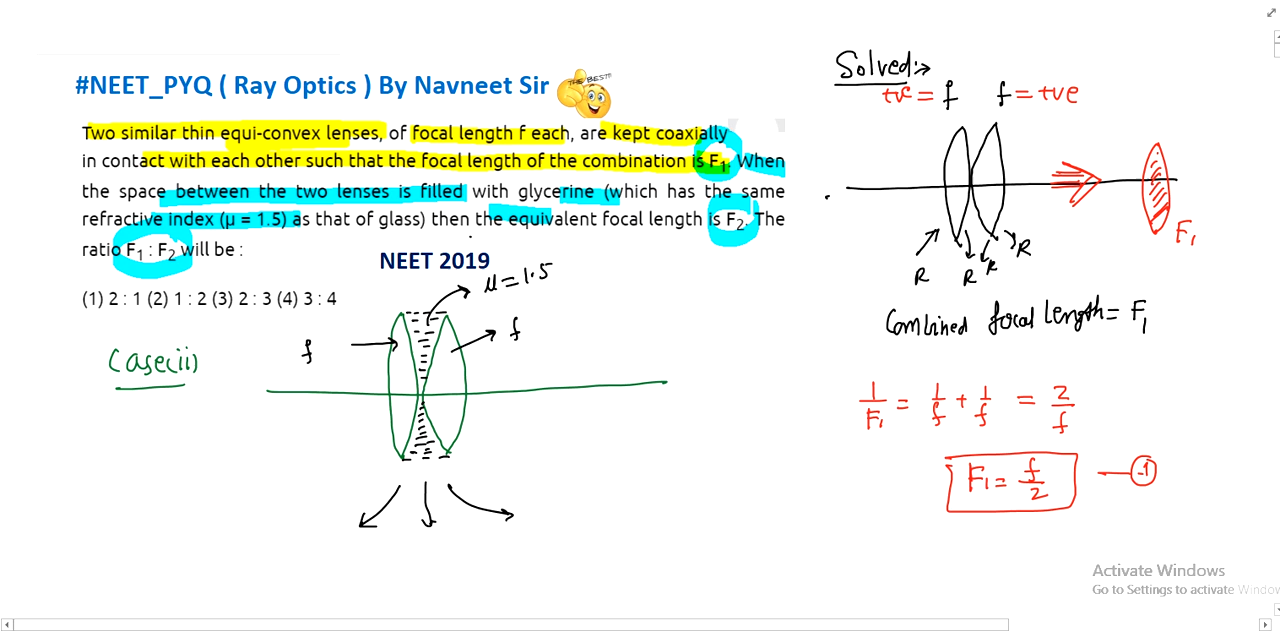 #NEET_PYQ ( Ray Optics ) By Navneet Sir
THE BEST!!
Two similar thin equi-convex lenses, of focal length f each, are kept coaxially
in contact with each other such that the focal length of the combination is F₁. When
the space between the two lenses is filled with glycerine (which has the same
refractive index (μ = 1.5) as that of glass) then the equivalent focal length is F₂. The
ratio F₁ : F₂ will be :
NEET 2019
(1) 2 : 1 (2) 1 : 2 (3) 2 : 3 (4) 3 : 4
Case(ii)
μ = 1.5
f
f
Solved:→
+ve = f f = +ve
F₁
R R R R
Combined focal length = F₁
1/F₁ = 1/f + 1/f = 2/f
F₁ = f/2 —①
Activate Windows
Go to Settings to activate Window